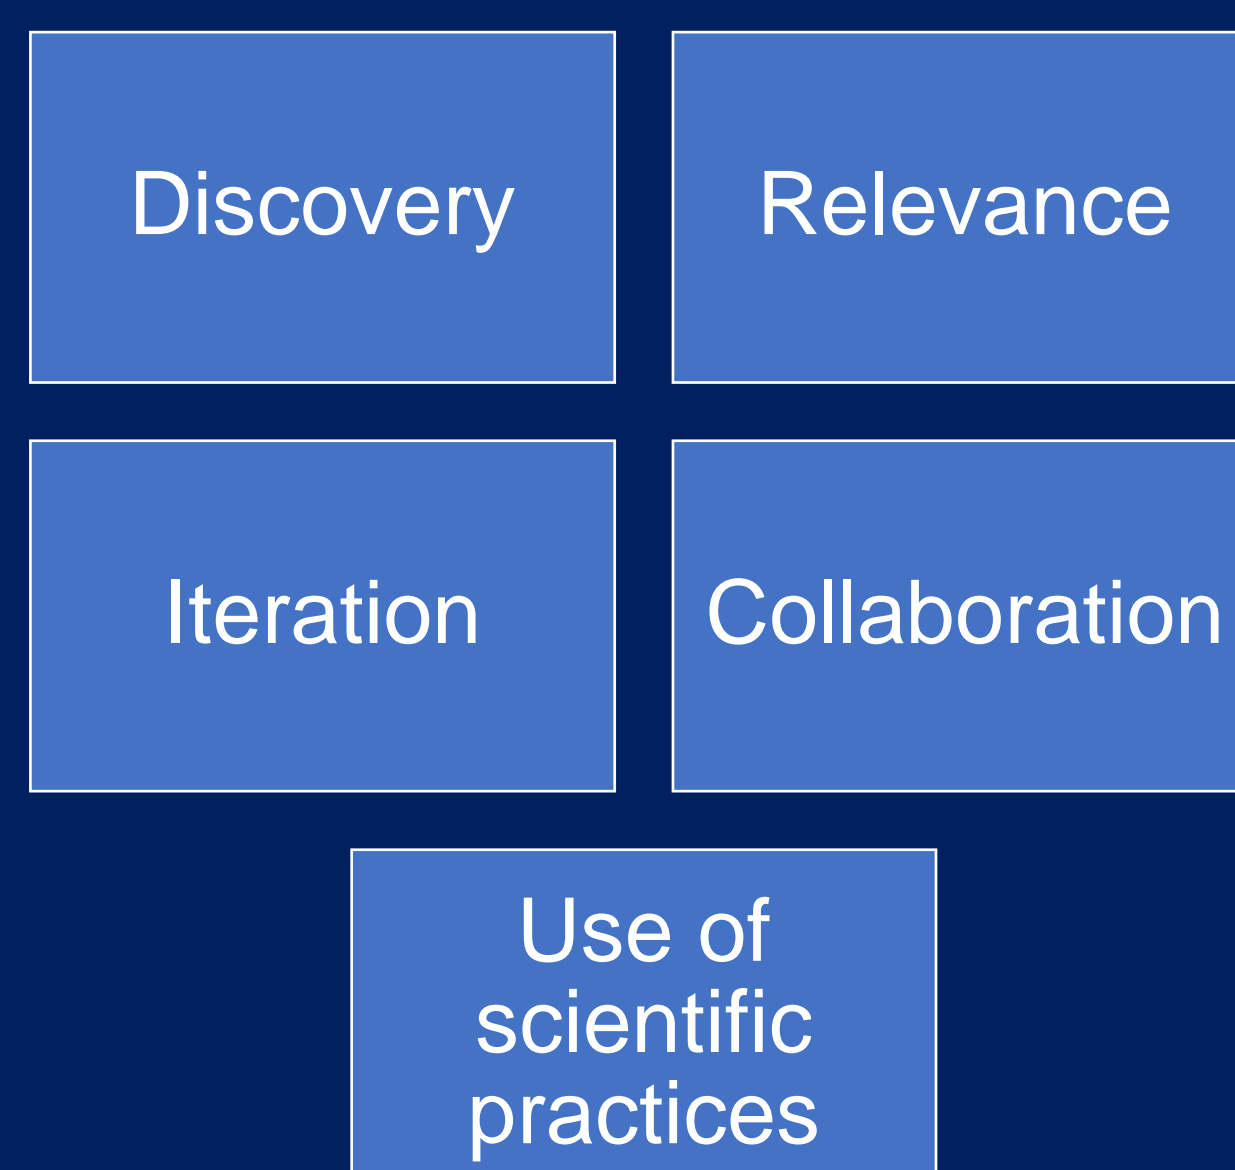 Discovery
Relevance
Iteration
Collaboration
Use of
scientific
practices